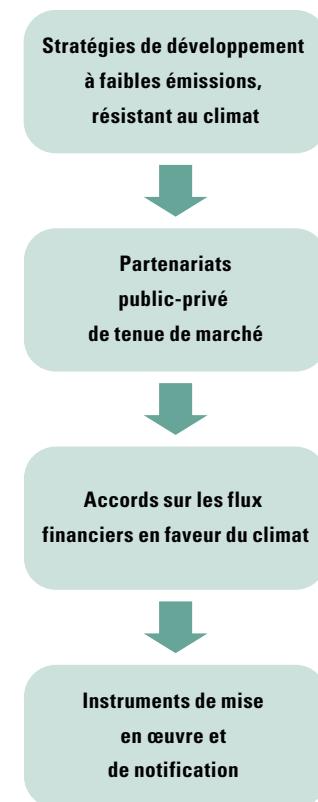 Stratégies de développement
à faibles émissions,
résistant au climat
Partenariats
public-privé
de tenue de marché
Accords sur les flux
financiers en faveur du climat
Instruments de mise
en œuvre et
de notification